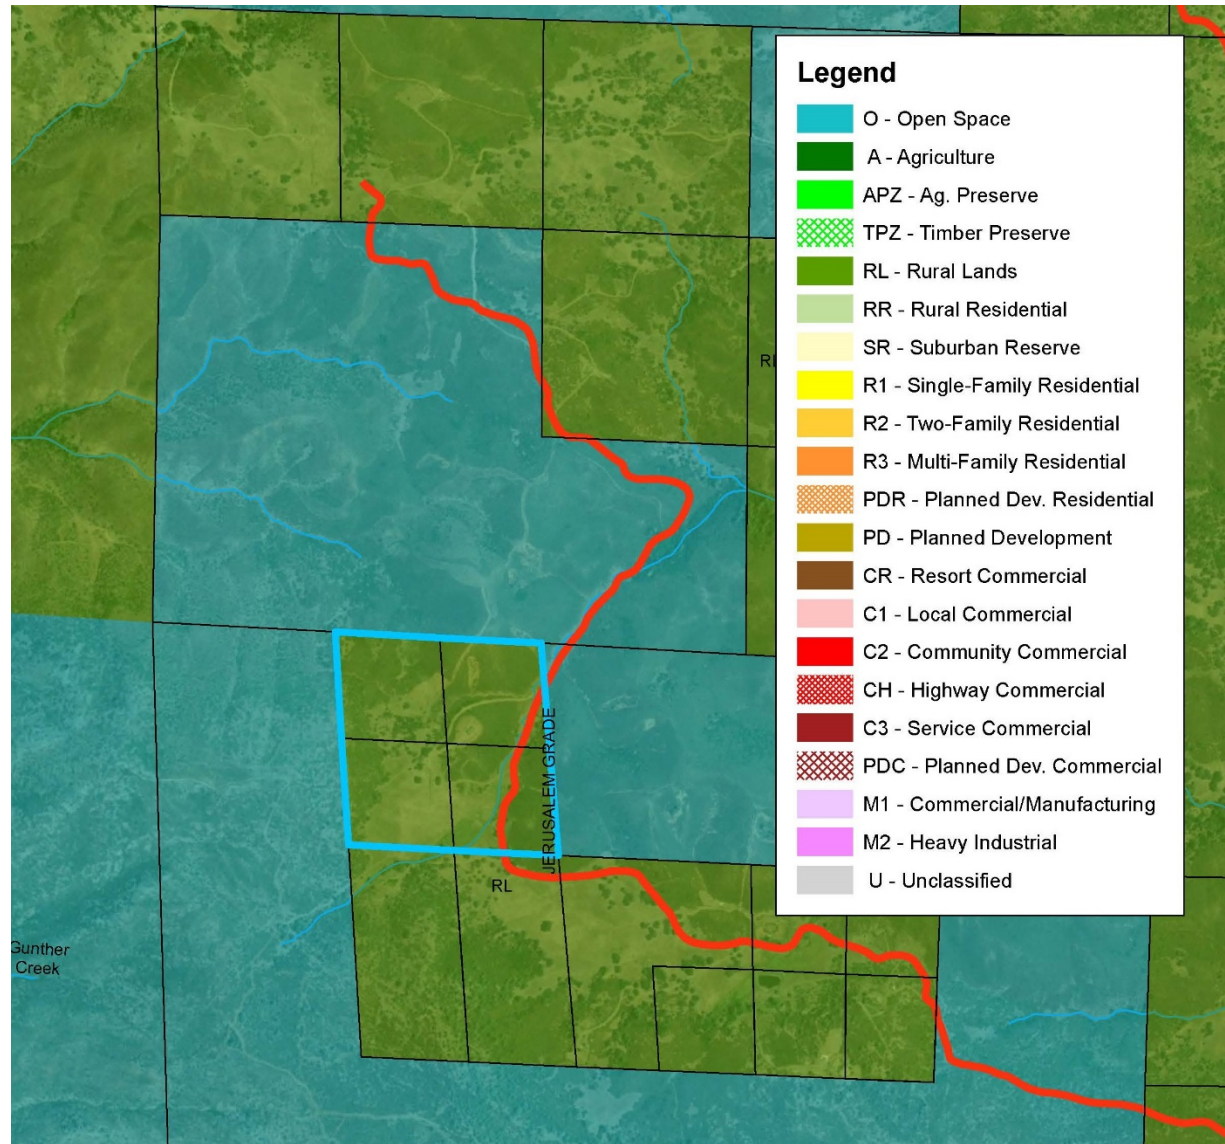 Legend
O - Open Space
A - Agriculture
APZ - Ag. Preserve
TPZ - Timber Preserve
RL - Rural Lands
RR - Rural Residential
SR - Suburban Reserve
R1 - Single-Family Residential
R2 - Two-Family Residential
R3 - Multi-Family Residential
PDR - Planned Dev. Residential
PD - Planned Development
CR - Resort Commercial
C1 - Local Commercial
C2 - Community Commercial
CH - Highway Commercial
C3 - Service Commercial
PDC - Planned Dev. Commercial
M1 - Commercial/Manufacturing
M2 - Heavy Industrial
U - Unclassified
JERUSALEM GRADE
RL
Gunther
Creek